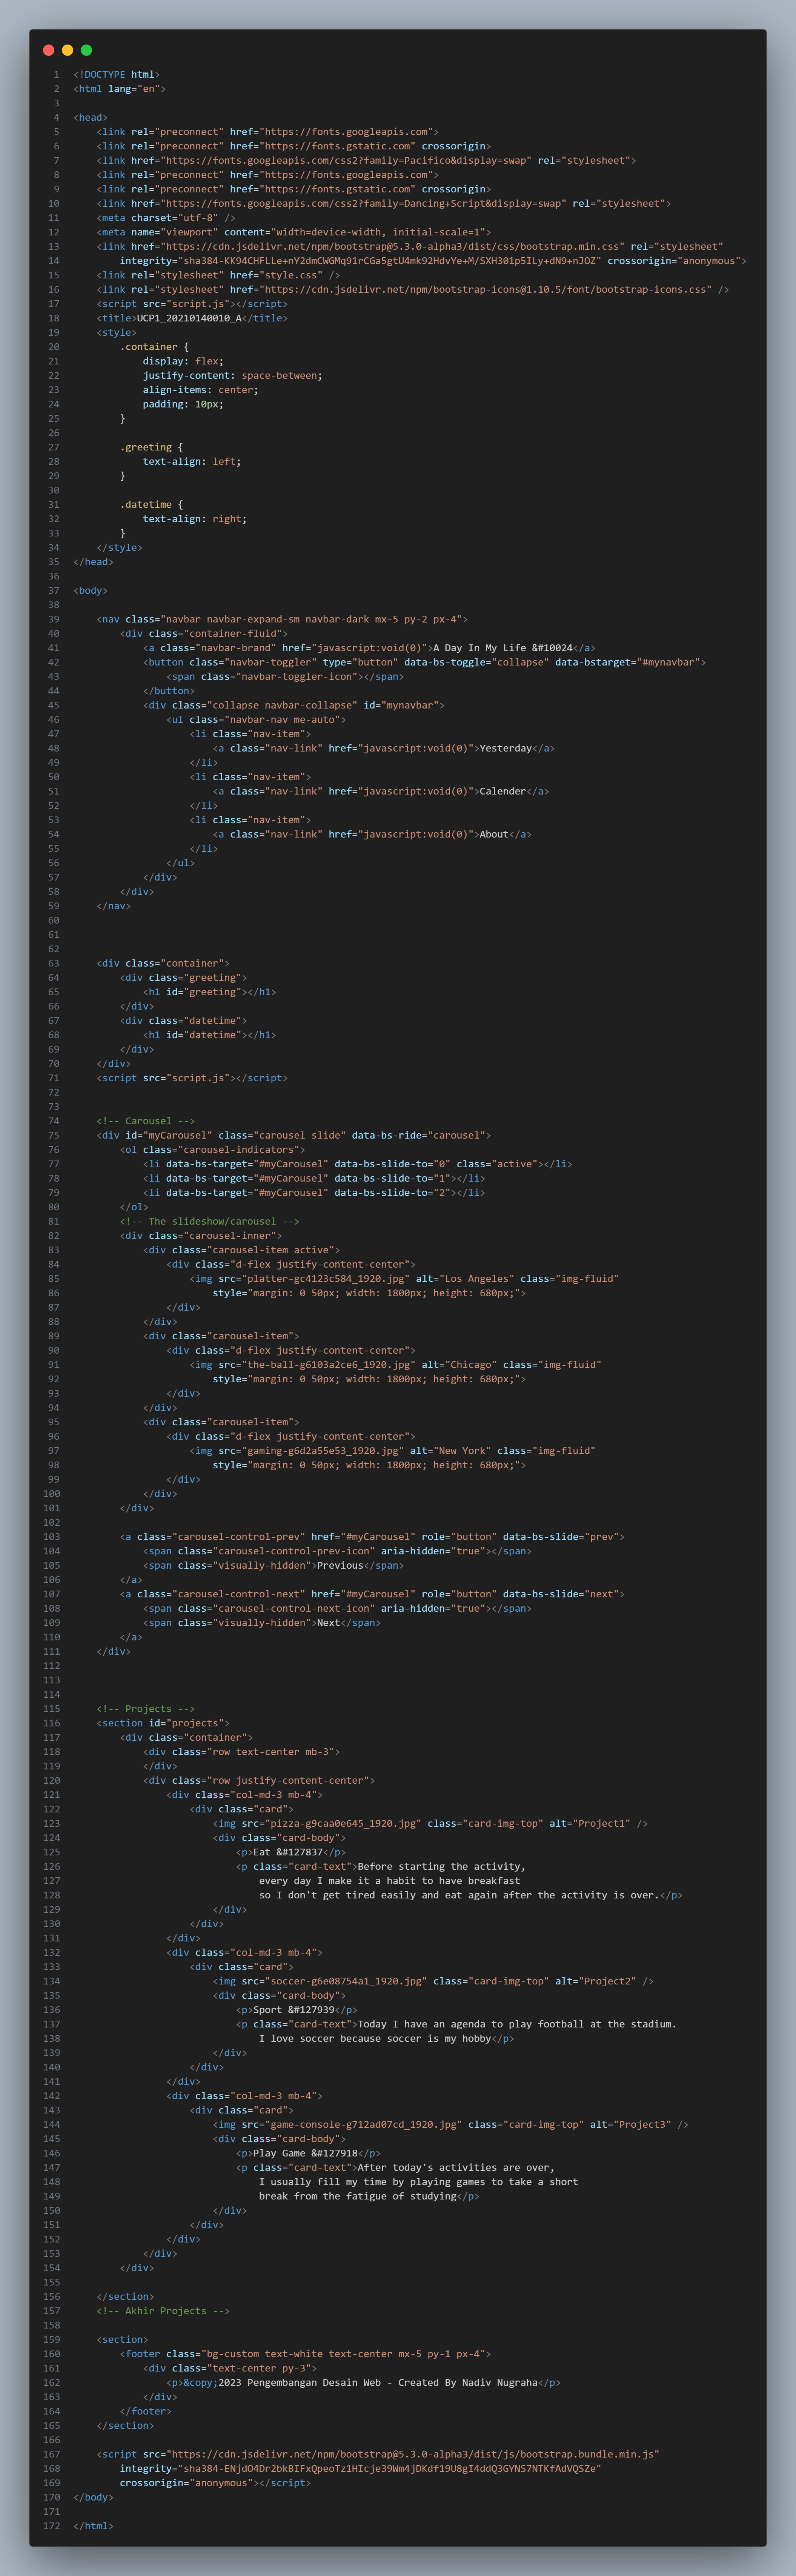 1 <!DOCTYPE html>
2 <html lang="en">
3
4 <head>
5     <link rel="preconnect" href="https://fonts.googleapis.com">
6     <link rel="preconnect" href="https://fonts.gstatic.com" crossorigin>
7     <link href="https://fonts.googleapis.com/css2?family=Pacifico&display=swap" rel="stylesheet">
8     <link rel="preconnect" href="https://fonts.googleapis.com">
9     <link rel="preconnect" href="https://fonts.gstatic.com" crossorigin>
10     <link href="https://fonts.googleapis.com/css2?family=Dancing+Script&display=swap" rel="stylesheet">
11     <meta charset="utf-8" />
12     <meta name="viewport" content="width=device-width, initial-scale=1">
13     <link href="https://cdn.jsdelivr.net/npm/bootstrap@5.3.0-alpha3/dist/css/bootstrap.min.css" rel="stylesheet"
14         integrity="sha384-KK94CHFLLe+nY2dmCWGMq91rCGa5gtU4mk92HdvYe+M/SXH301p5ILy+dN9+nJOZ" crossorigin="anonymous">
15     <link rel="stylesheet" href="style.css" />
16     <link rel="stylesheet" href="https://cdn.jsdelivr.net/npm/bootstrap-icons@1.10.5/font/bootstrap-icons.css" />
17     <script src="script.js"></script>
18     <title>UCP1_20210140010_A</title>
19     <style>
20         .container {
21             display: flex;
22             justify-content: space-between;
23             align-items: center;
24             padding: 10px;
25         }
26
27         .greeting {
28             text-align: left;
29         }
30
31         .datetime {
32             text-align: right;
33         }
34     </style>
35 </head>
36
37 <body>
38
39     <nav class="navbar navbar-expand-sm navbar-dark mx-5 py-2 px-4">
40         <div class="container-fluid">
41             <a class="navbar-brand" href="javascript:void(0)">A Day In My Life &#10024</a>
42             <button class="navbar-toggler" type="button" data-bs-toggle="collapse" data-bstarget="#mynavbar">
43                 <span class="navbar-toggler-icon"></span>
44             </button>
45             <div class="collapse navbar-collapse" id="mynavbar">
46                 <ul class="navbar-nav me-auto">
47                     <li class="nav-item">
48                         <a class="nav-link" href="javascript:void(0)">Yesterday</a>
49                     </li>
50                     <li class="nav-item">
51                         <a class="nav-link" href="javascript:void(0)">Calender</a>
52                     </li>
53                     <li class="nav-item">
54                         <a class="nav-link" href="javascript:void(0)">About</a>
55                     </li>
56                 </ul>
57             </div>
58         </div>
59     </nav>
60
61
62
63     <div class="container">
64         <div class="greeting">
65             <h1 id="greeting"></h1>
66         </div>
67         <div class="datetime">
68             <h1 id="datetime"></h1>
69         </div>
70     </div>
71     <script src="script.js"></script>
72
73
74     <!-- Carousel -->
75     <div id="myCarousel" class="carousel slide" data-bs-ride="carousel">
76         <ol class="carousel-indicators">
77             <li data-bs-target="#myCarousel" data-bs-slide-to="0" class="active"></li>
78             <li data-bs-target="#myCarousel" data-bs-slide-to="1"></li>
79             <li data-bs-target="#myCarousel" data-bs-slide-to="2"></li>
80         </ol>
81         <!-- The slideshow/carousel -->
82         <div class="carousel-inner">
83             <div class="carousel-item active">
84                 <div class="d-flex justify-content-center">
85                     <img src="platter-gc4123c584_1920.jpg" alt="Los Angeles" class="img-fluid"
86                         style="margin: 0 50px; width: 1800px; height: 680px;">
87                 </div>
88             </div>
89             <div class="carousel-item">
90                 <div class="d-flex justify-content-center">
91                     <img src="the-ball-g6103a2ce6_1920.jpg" alt="Chicago" class="img-fluid"
92                         style="margin: 0 50px; width: 1800px; height: 680px;">
93                 </div>
94             </div>
95             <div class="carousel-item">
96                 <div class="d-flex justify-content-center">
97                     <img src="gaming-g6d2a55e53_1920.jpg" alt="New York" class="img-fluid"
98                         style="margin: 0 50px; width: 1800px; height: 680px;">
99                 </div>
100             </div>
101         </div>
102
103         <a class="carousel-control-prev" href="#myCarousel" role="button" data-bs-slide="prev">
104             <span class="carousel-control-prev-icon" aria-hidden="true"></span>
105             <span class="visually-hidden">Previous</span>
106         </a>
107         <a class="carousel-control-next" href="#myCarousel" role="button" data-bs-slide="next">
108             <span class="carousel-control-next-icon" aria-hidden="true"></span>
109             <span class="visually-hidden">Next</span>
110         </a>
111     </div>
112
113
114
115     <!-- Projects -->
116     <section id="projects">
117         <div class="container">
118             <div class="row text-center mb-3">
119             </div>
120             <div class="row justify-content-center">
121                 <div class="col-md-3 mb-4">
122                     <div class="card">
123                         <img src="pizza-g9caa0e645_1920.jpg" class="card-img-top" alt="Project1" />
124                         <div class="card-body">
125                             <p>Eat &#127837</p>
126                             <p class="card-text">Before starting the activity,
127                                 every day I make it a habit to have breakfast
128                                 so I don't get tired easily and eat again after the activity is over.</p>
129                         </div>
130                     </div>
131                 </div>
132                 <div class="col-md-3 mb-4">
133                     <div class="card">
134                         <img src="soccer-g6e08754a1_1920.jpg" class="card-img-top" alt="Project2" />
135                         <div class="card-body">
136                             <p>Sport &#127939</p>
137                             <p class="card-text">Today I have an agenda to play football at the stadium.
138                                 I love soccer because soccer is my hobby</p>
139                         </div>
140                     </div>
141                 </div>
142                 <div class="col-md-3 mb-4">
143                     <div class="card">
144                         <img src="game-console-g712ad07cd_1920.jpg" class="card-img-top" alt="Project3" />
145                         <div class="card-body">
146                             <p>Play Game &#127918</p>
147                             <p class="card-text">After today's activities are over,
148                                 I usually fill my time by playing games to take a short
149                                 break from the fatigue of studying</p>
150                         </div>
151                     </div>
152                 </div>
153             </div>
154         </div>
155
156     </section>
157     <!-- Akhir Projects -->
158
159     <section>
160         <footer class="bg-custom text-white text-center mx-5 py-1 px-4">
161             <div class="text-center py-3">
162                 <p>&copy;2023 Pengembangan Desain Web - Created By Nadiv Nugraha</p>
163             </div>
164         </footer>
165     </section>
166
167     <script src="https://cdn.jsdelivr.net/npm/bootstrap@5.3.0-alpha3/dist/js/bootstrap.bundle.min.js"
168         integrity="sha384-ENjdO4Dr2bkBIFxQpeoTz1HIcje39Wm4jDKdf19U8gI4ddQ3GYNS7NTKfAdVQSZe"
169         crossorigin="anonymous"></script>
170 </body>
171
172 </html>